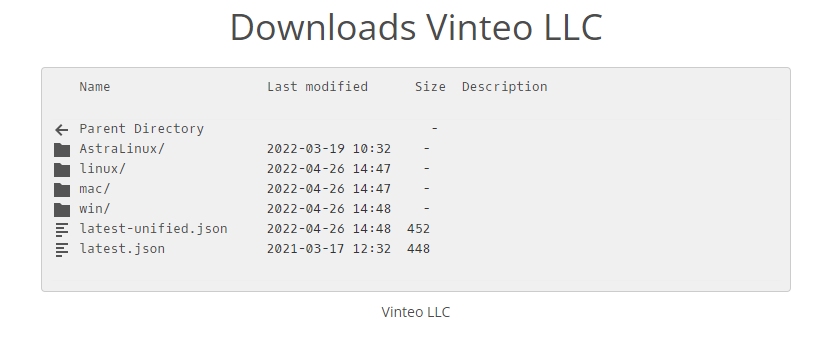 Downloads Vinteo LLC
Name Last modified Size Description
Parent Directory -
AstraLinux/ 2022-03-19 10:32 -
linux/ 2022-04-26 14:47 -
mac/ 2022-04-26 14:47 -
win/ 2022-04-26 14:48 -
latest-unified.json 2022-04-26 14:48 452
latest.json 2021-03-17 12:32 448
Vinteo LLC